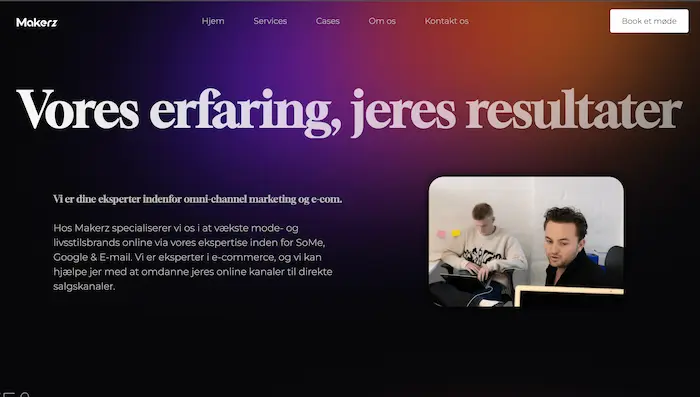 Makerz
Hjem
Services
Cases
Om os
Kontakt os
Book et møde
Vores erfaring, jeres resultater
Vi er dine eksperter indenfor omni-channel marketing og e-com.
Hos Makerz specialiserer vi os i at vækste mode- og
livsstilsbrands online via vores ekspertise inden for SoMe,
Google & E-mail. Vi er eksperter i e-commerce, og vi kan
hjælpe jer med at omdanne jeres online kanaler til direkte
salgskanaler.